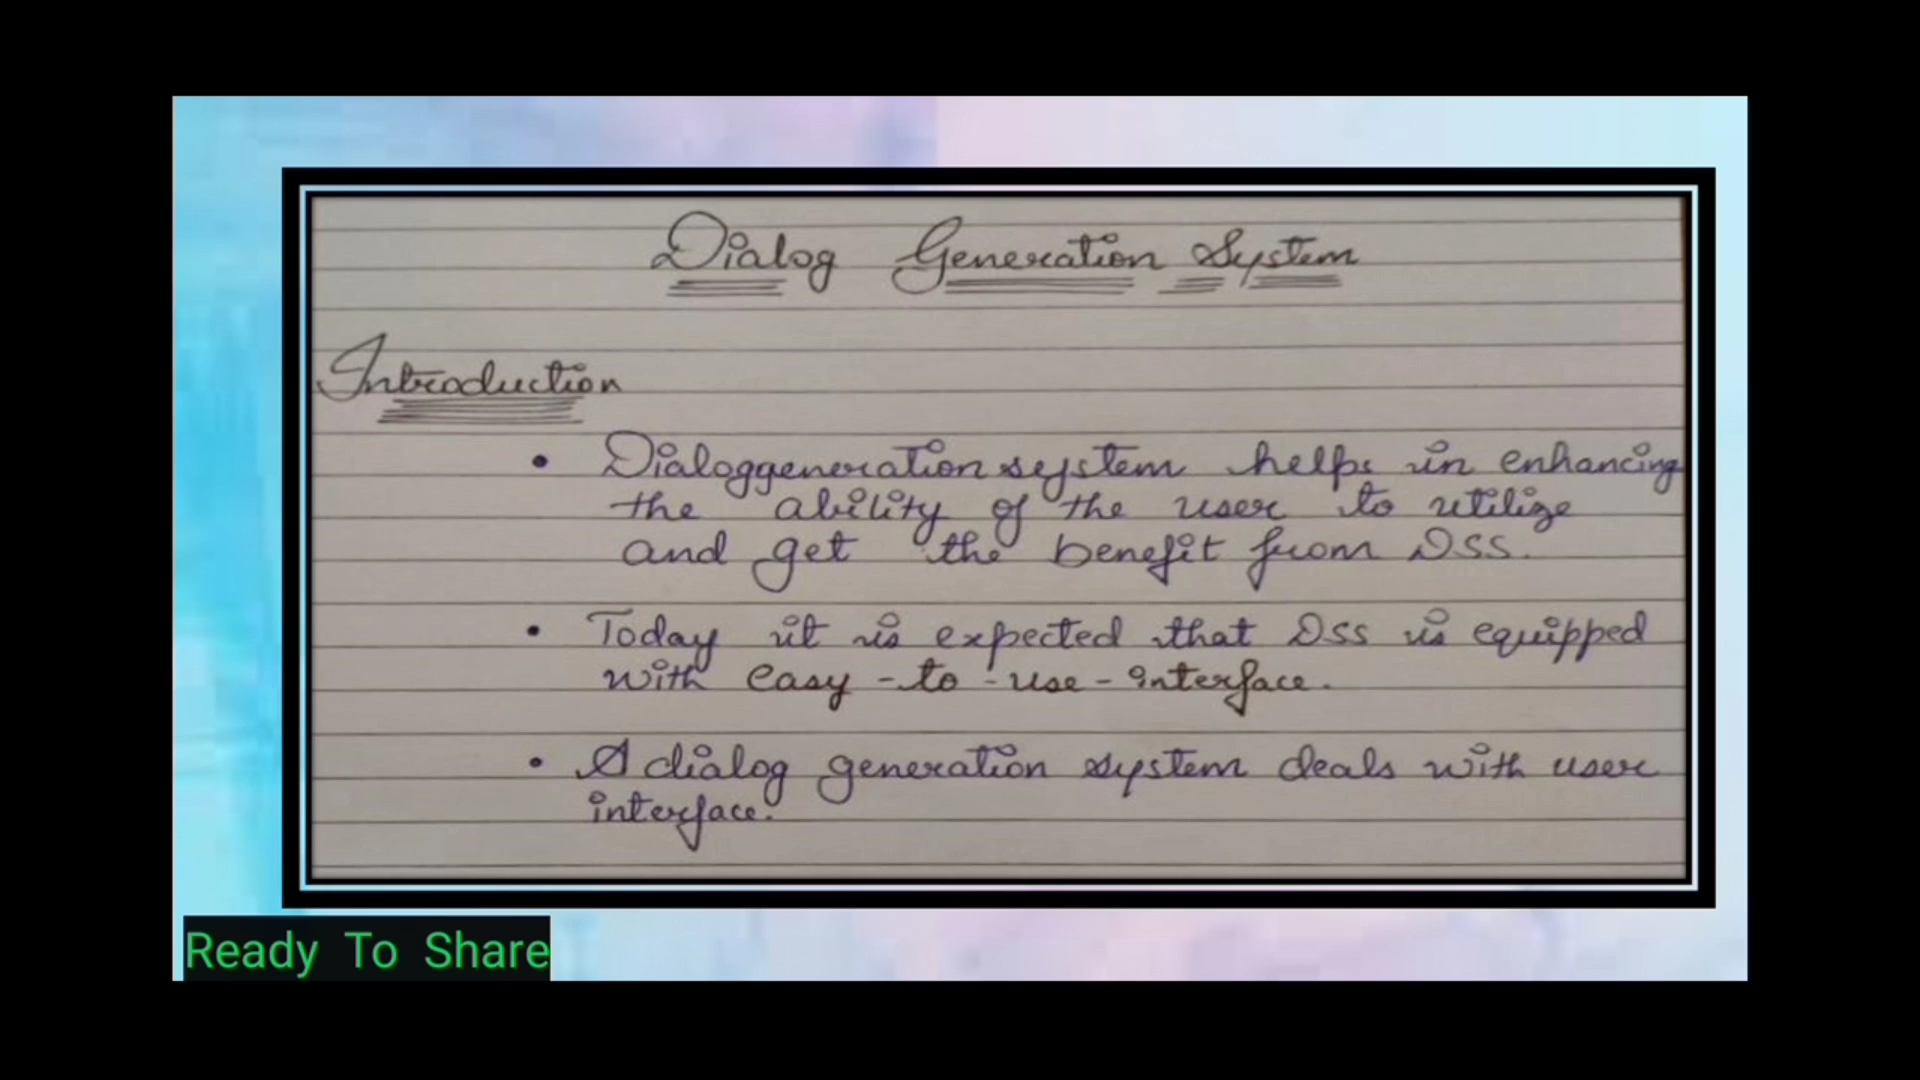 Dialog Generation System
Introduction
• Dialoggeneration system helps in enhancing
the ability of the user to utilize
and get the benefit from DSS.
• Today it is expected that DSS is equipped
with easy-to-use-interface.
• A dialog generation system deals with user
interface.
Ready To Share